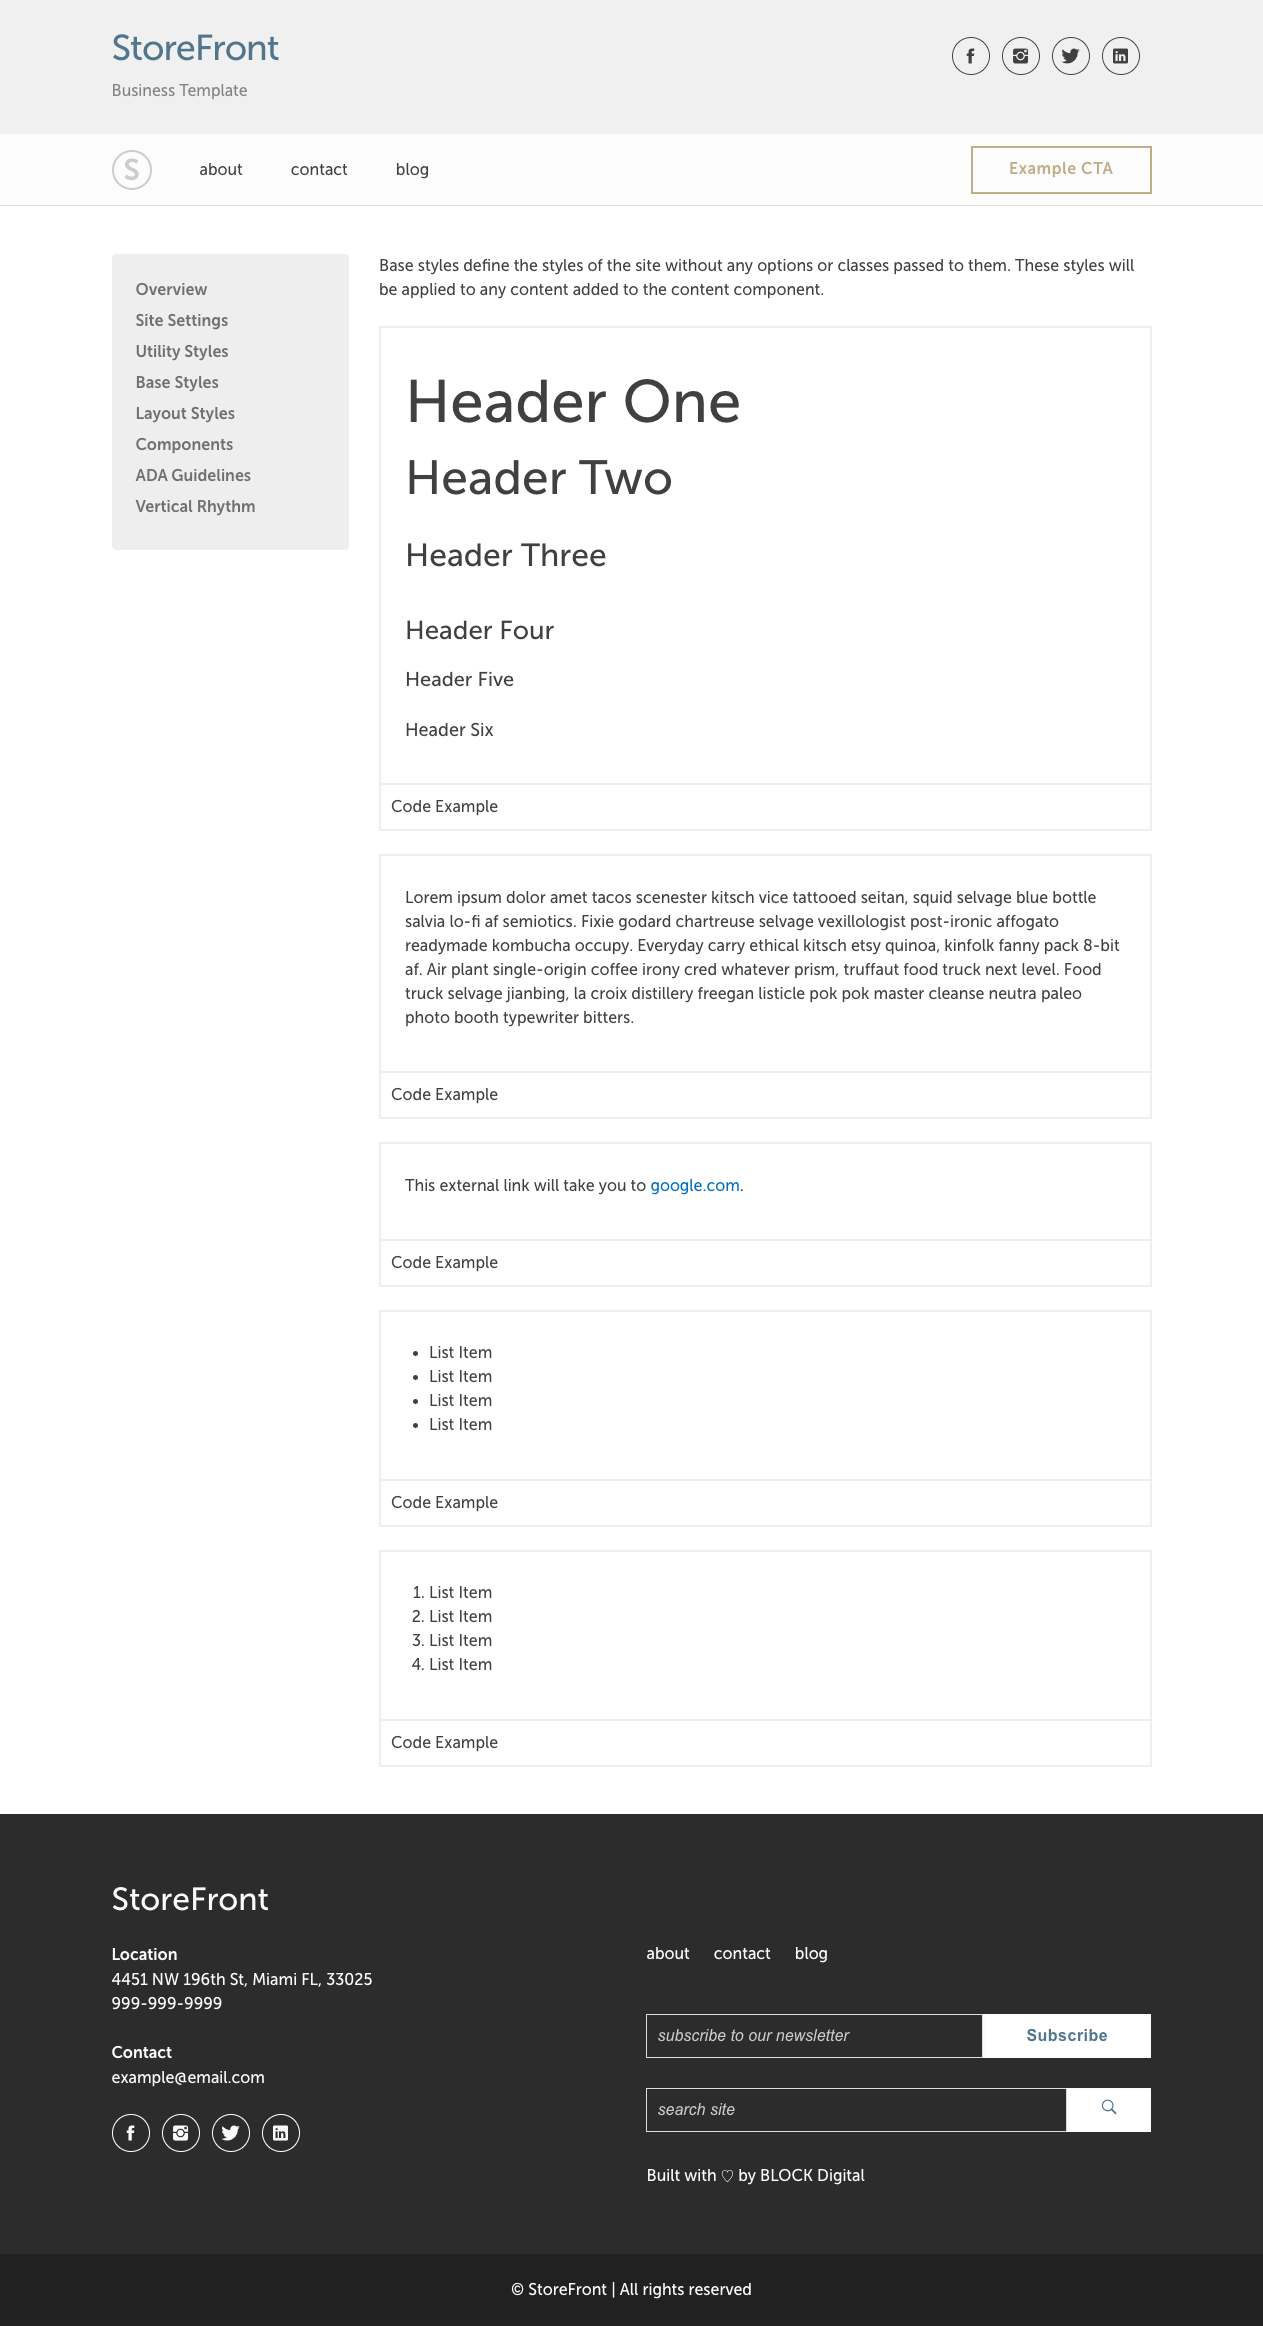 StoreFront
Business Template
S
about
contact
blog
Example CTA
Overview
Site Settings
Utility Styles
Base Styles
Layout Styles
Components
ADA Guidelines
Vertical Rhythm
Base styles define the styles of the site without any options or classes passed to them. These styles will
be applied to any content added to the content component.
Header One
Header Two
Header Three
Header Four
Header Five
Header Six
Code Example
Lorem ipsum dolor amet tacos scenester kitsch vice tattooed seitan, squid selvage blue bottle
salvia lo-fi af semiotics. Fixie godard chartreuse selvage vexillologist post-ironic affogato
readymade kombucha occupy. Everyday carry ethical kitsch etsy quinoa, kinfolk fanny pack 8-bit
af. Air plant single-origin coffee irony cred whatever prism, truffaut food truck next level. Food
truck selvage jianbing, la croix distillery freegan listicle pok pok master cleanse neutra paleo
photo booth typewriter bitters.
Code Example
This external link will take you to google.com.
Code Example
• List Item
• List Item
• List Item
• List Item
Code Example
1. List Item
2. List Item
3. List Item
4. List Item
Code Example
StoreFront
Location
4451 NW 196th St, Miami FL, 33025
999-999-9999
Contact
example@email.com
about
contact
blog
subscribe to our newsletter
Subscribe
search site
Built with ♡ by BLOCK Digital
© StoreFront | All rights reserved